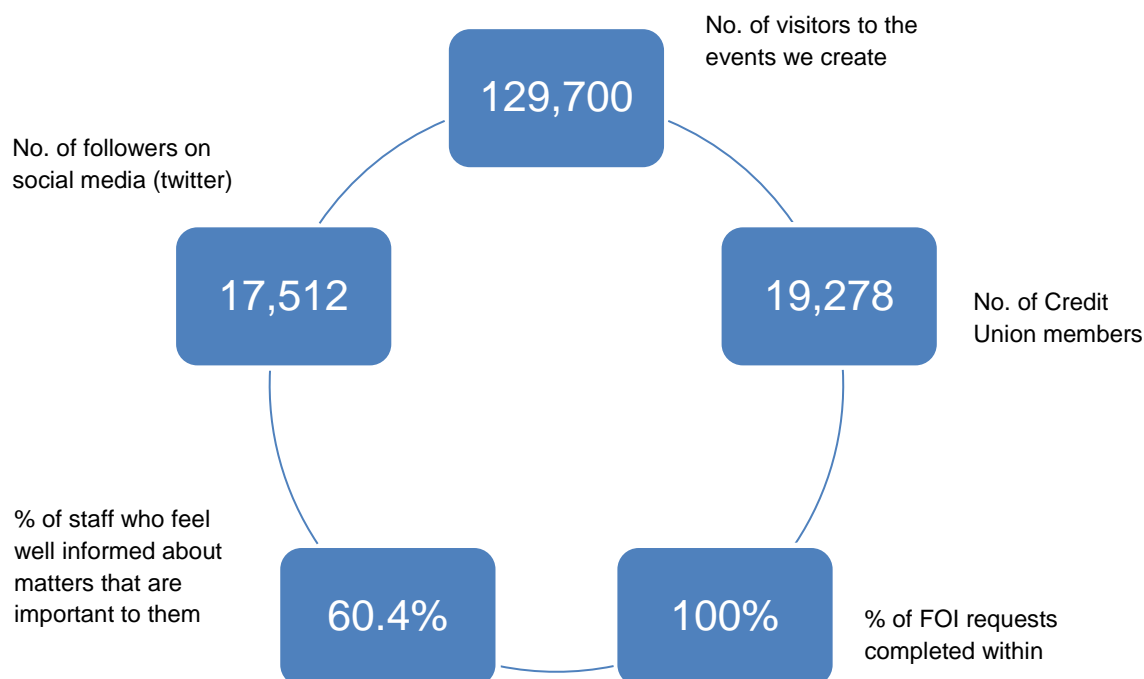 No. of visitors to the
events we create
129,700
No. of followers on
social media (twitter)
17,512
19,278
No. of Credit
Union members
% of staff who feel
well informed about
matters that are
important to them
60.4%
100%
% of FOI requests
completed within